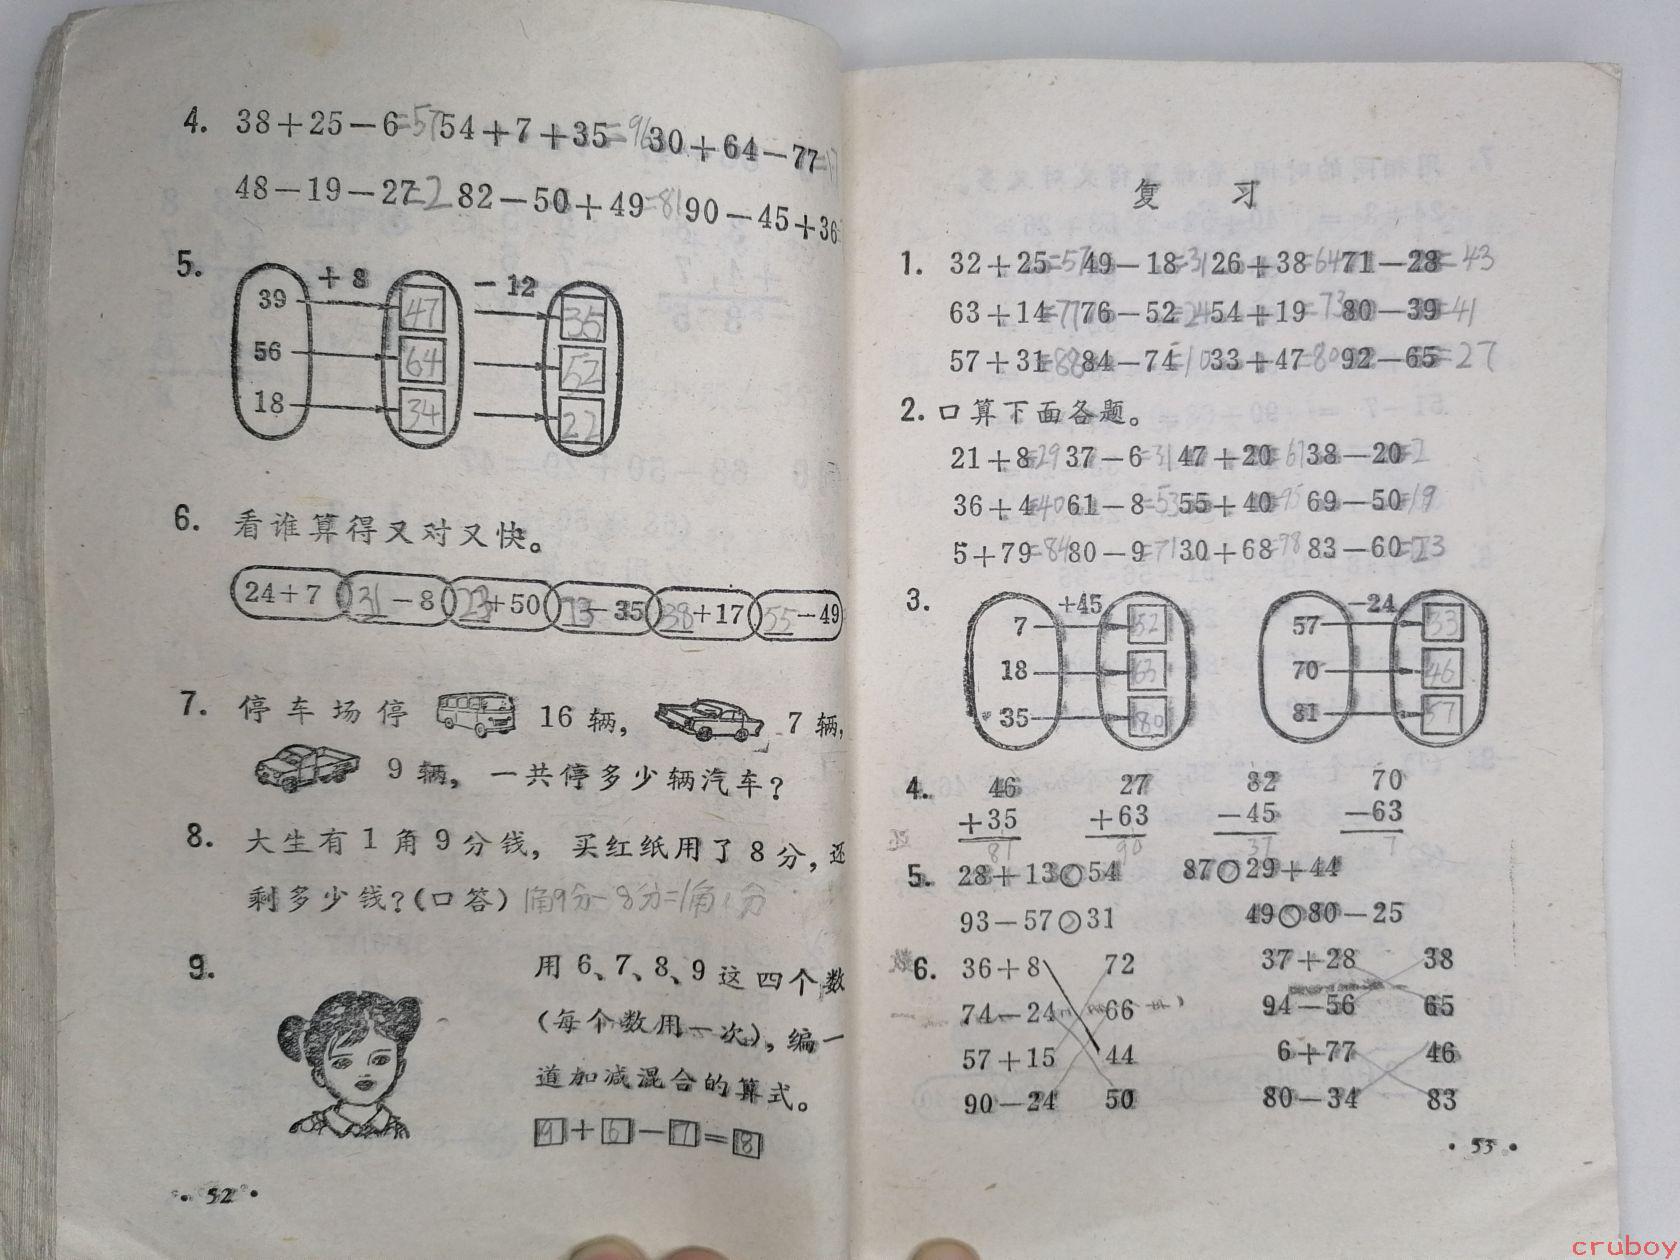 4. 38+25-6=57 54+7+35=96 30+64-77=17
48-19-27=2 82-50+49=81 90-45+36=
5. +8 -12
39 47 35
56 64 52
18 34 22
6. 看谁算得又对又快。
24+7 31-8 23+50 73-35 38+17 55-49
7. 停车场停 16辆, 7辆,
9辆, 一共停多少辆汽车?
8. 大生有1角9分钱, 买红纸用了8分, 还
剩多少钱?(口答) 1角9分-8分=1角1分
9. 用6、7、8、9这四个数
(每个数用一次), 编一
道加减混合的算式。
9+6-7=8
·52·
复习
1. 32+25=57 49-18=31 26+38=64 71-28=43
63+14=77 76-52=24 54+19=73 80-39=41
57+31=88 84-74=10 33+47=80 92-65=27
2. 口算下面各题。
21+8=29 37-6=31 47+20=67 38-20=2
36+4=40 61-8=53 55+40=95 69-50=19
5+79=84 80-9=71 30+68=98 83-60=23
3. +45 -24
7 52 57 33
18 63 70 46
35 80 81 57
4. 46 27 82 70
+35 +63 -45 -63
81 90 37 7
5. 28+13○54 87○29+44
93-57○31 49○80-25
6. 36+8 72 37+28 38
74-24 66 94-56 65
57+15 44 6+77 46
90-24 50 80-34 83
·53·
cruboy